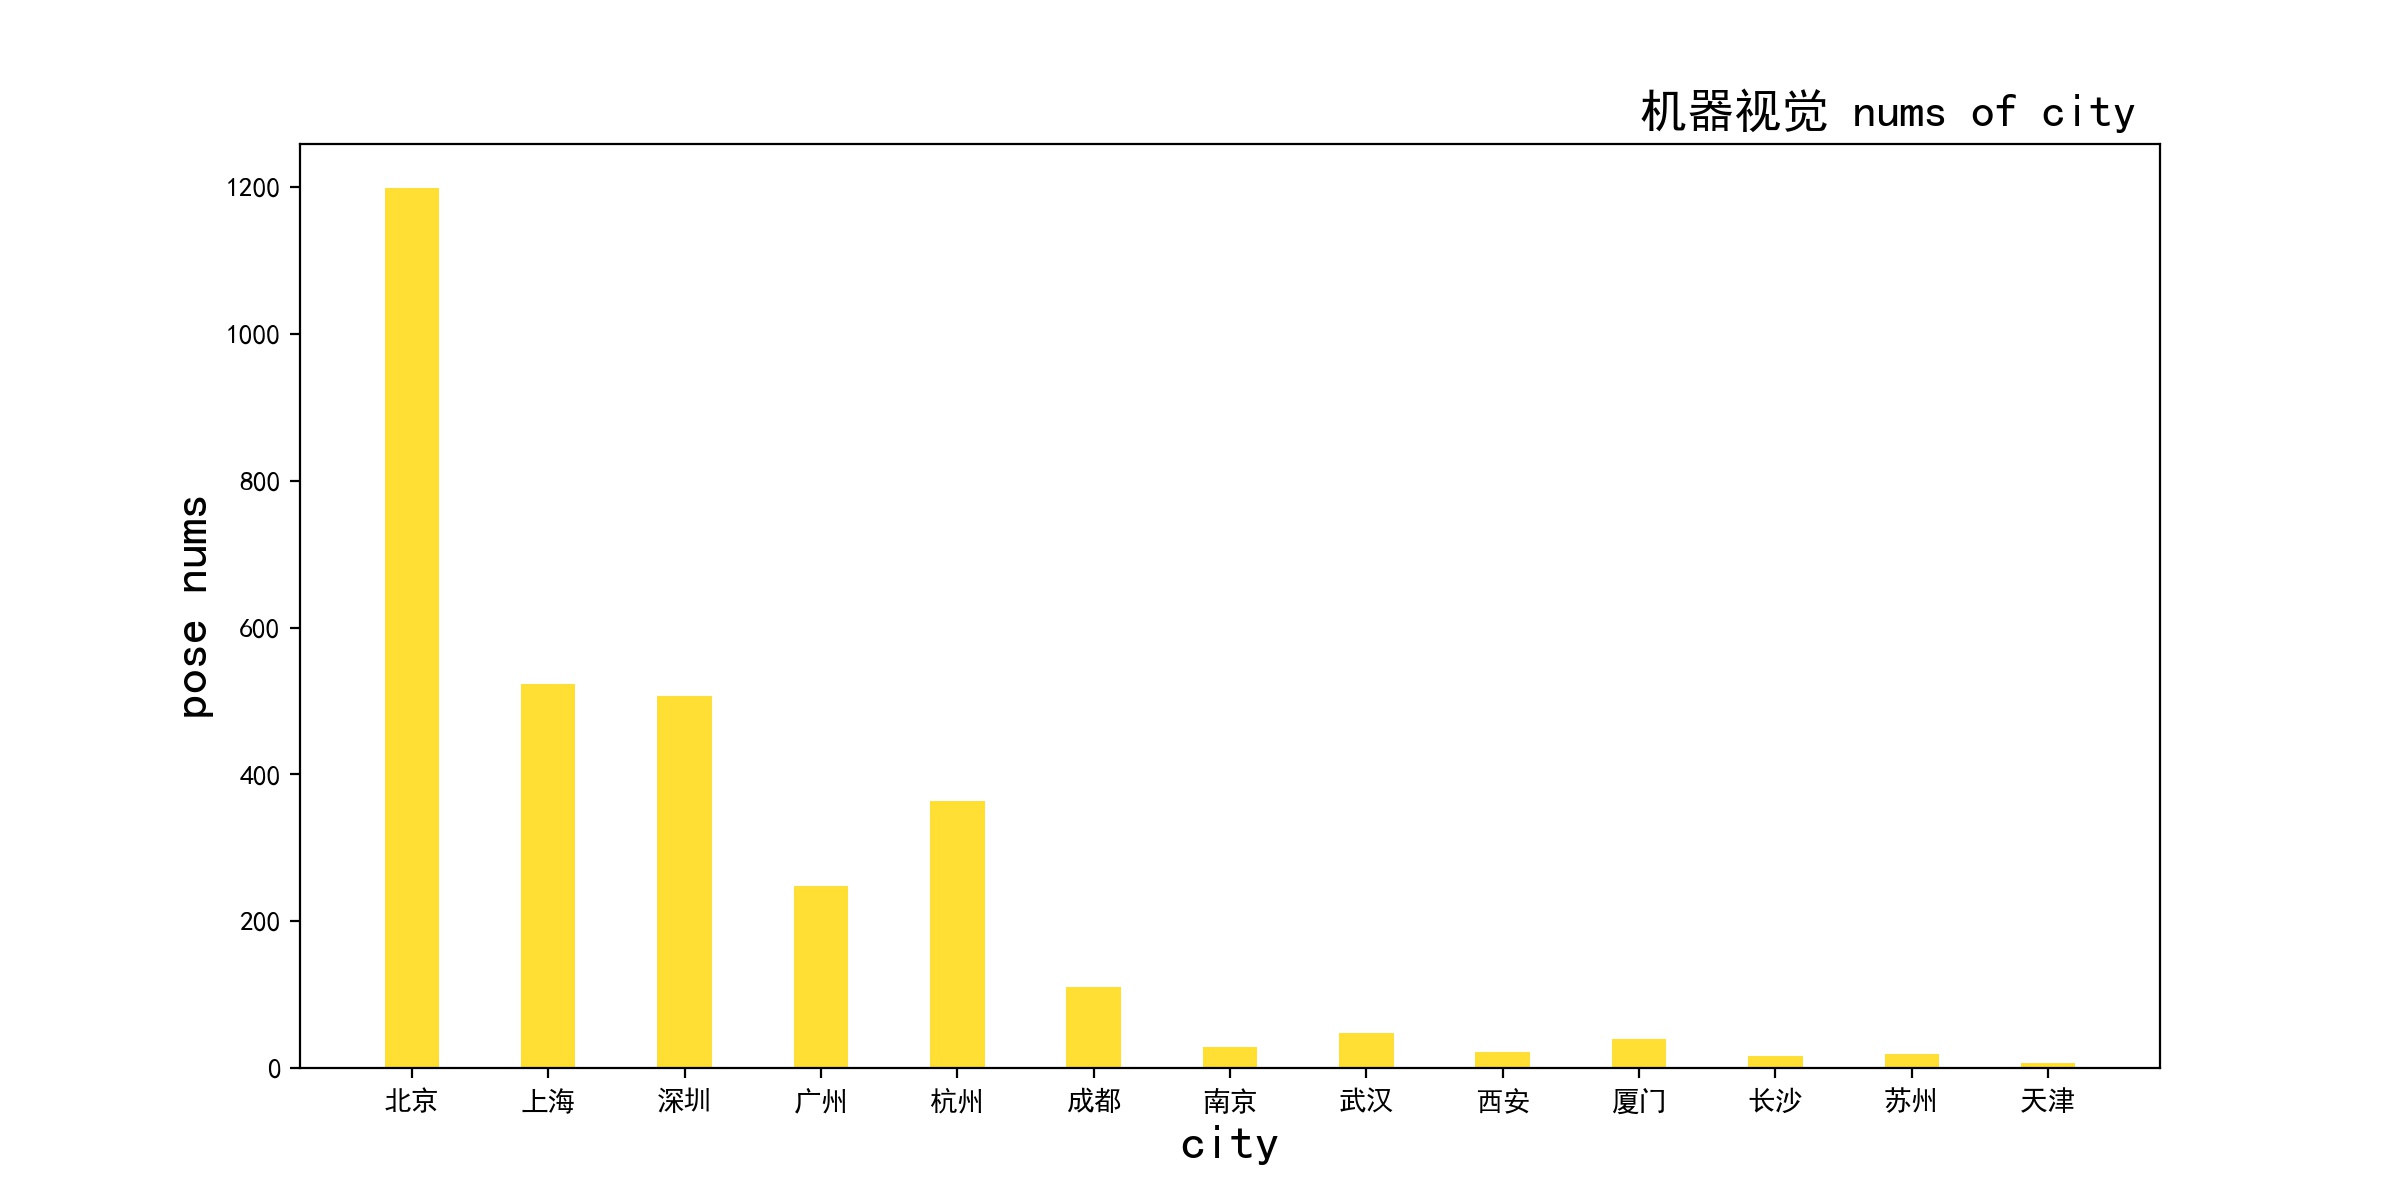 机器视觉 nums of city
pose nums
1200
1000
800
600
400
200
0
北京 上海 深圳 广州 杭州 成都 南京 武汉 西安 厦门 长沙 苏州 天津
city